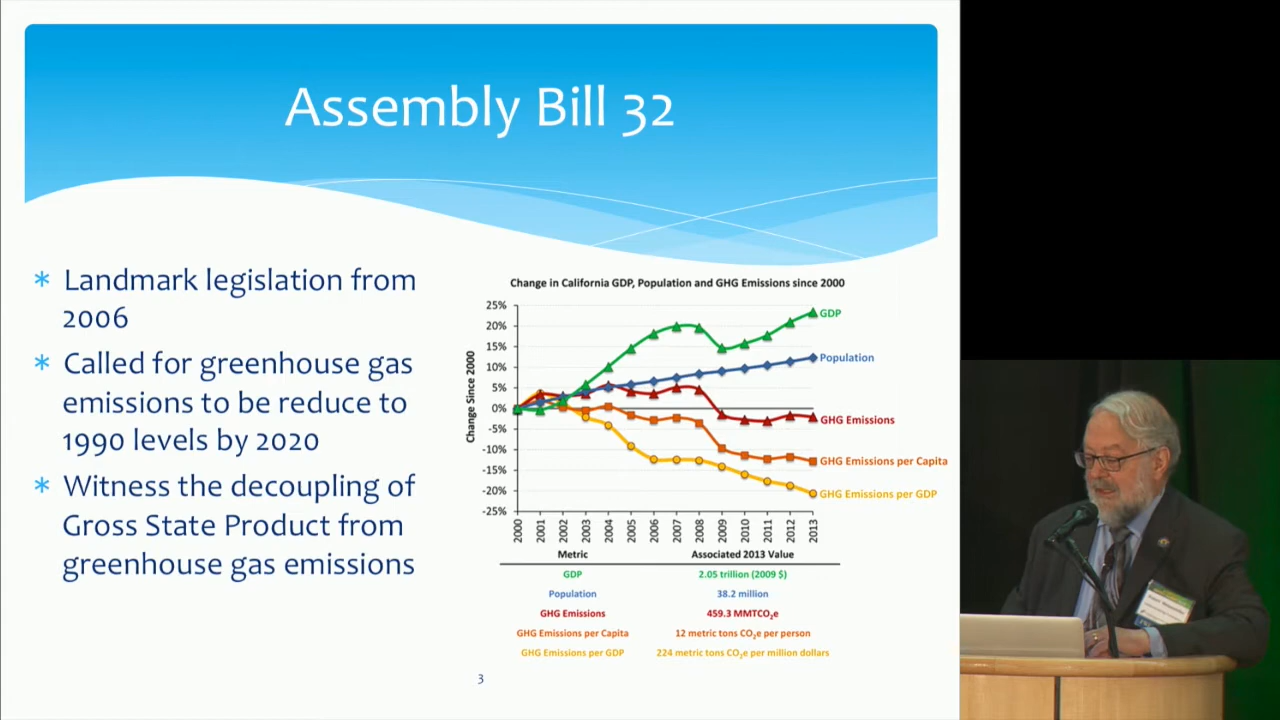 Assembly Bill 32
* Landmark legislation from
2006
* Called for greenhouse gas
emissions to be reduce to
1990 levels by 2020
* Witness the decoupling of
Gross State Product from
greenhouse gas emissions
Change in California GDP, Population and GHG Emissions since 2000
Change Since 2000
25%
20%
15%
10%
5%
0%
-5%
-10%
-15%
-20%
-25%
GDP
Population
GHG Emissions
GHG Emissions per Capita
GHG Emissions per GDP
2000 2001 2002 2003 2004 2005 2006 2007 2008 2009 2010 2011 2012 2013
Metric Associated 2013 Value
GDP 2.05 trillion (2009 $)
Population 38.2 million
GHG Emissions 459.3 MMTCO₂e
GHG Emissions per Capita 12 metric tons CO₂e per person
GHG Emissions per GDP 224 metric tons CO₂e per million dollars
3